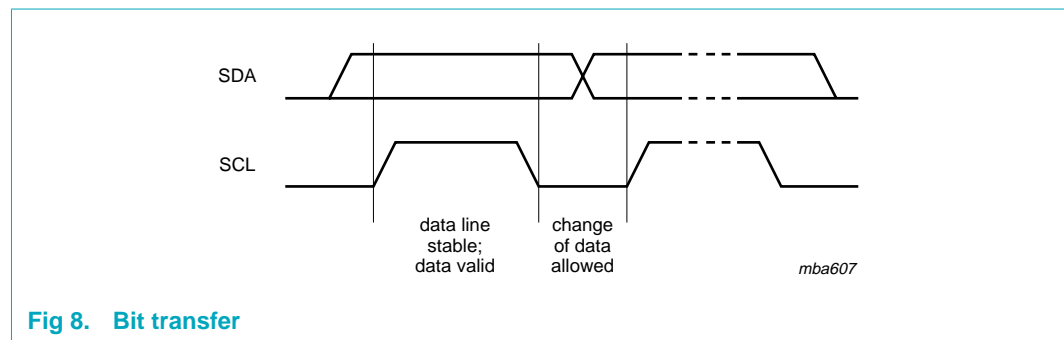 SDA
SCL
data line
stable;
data valid
change
of data
allowed
mba607
Fig 8. Bit transfer